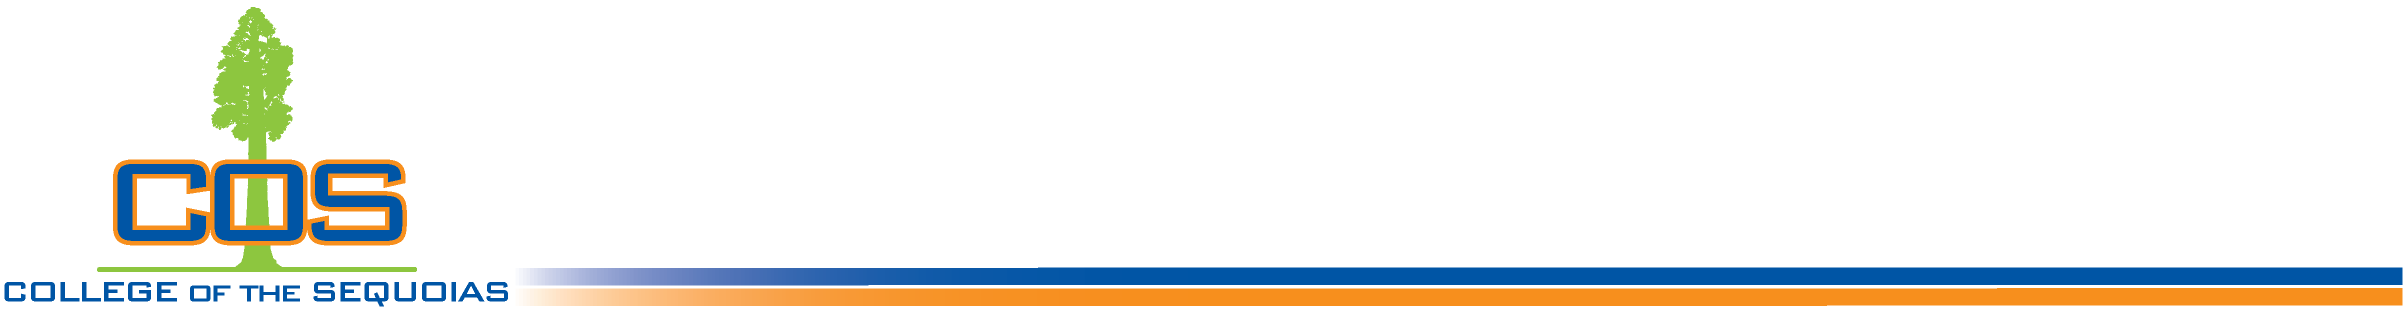 COS
COLLEGE OF THE SEQUOIAS